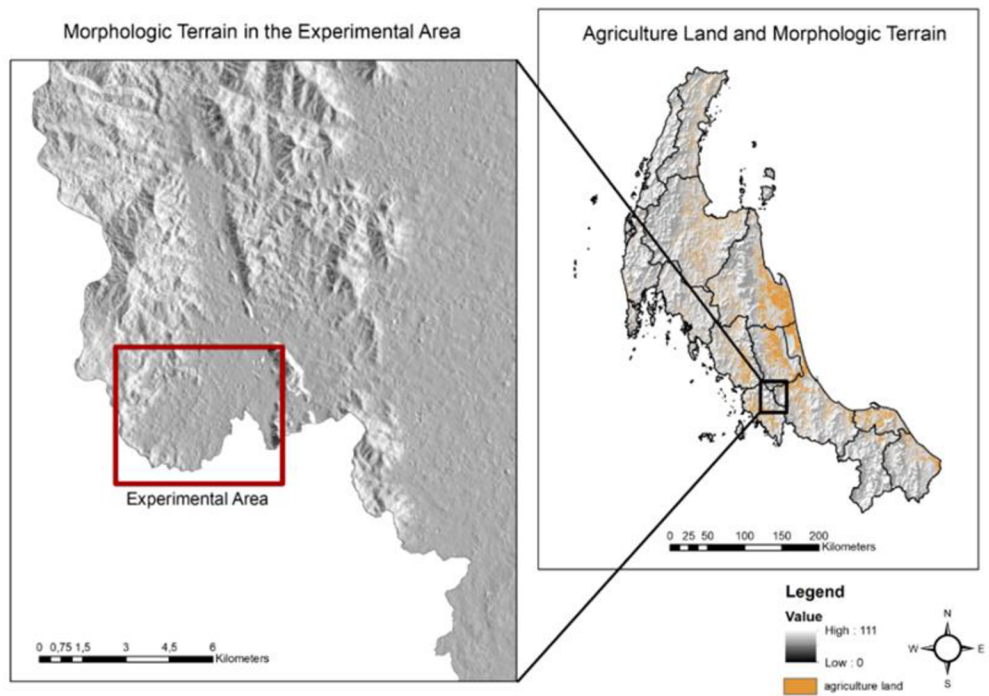 Morphologic Terrain in the Experimental Area
Agriculture Land and Morphologic Terrain
Experimental Area
0 0,75 1,5 3 4,5 6
Kilometers
0 25 50 100 150 200
Kilometers
Legend
Value
High : 111
Low : 0
agriculture land
N
W E
S